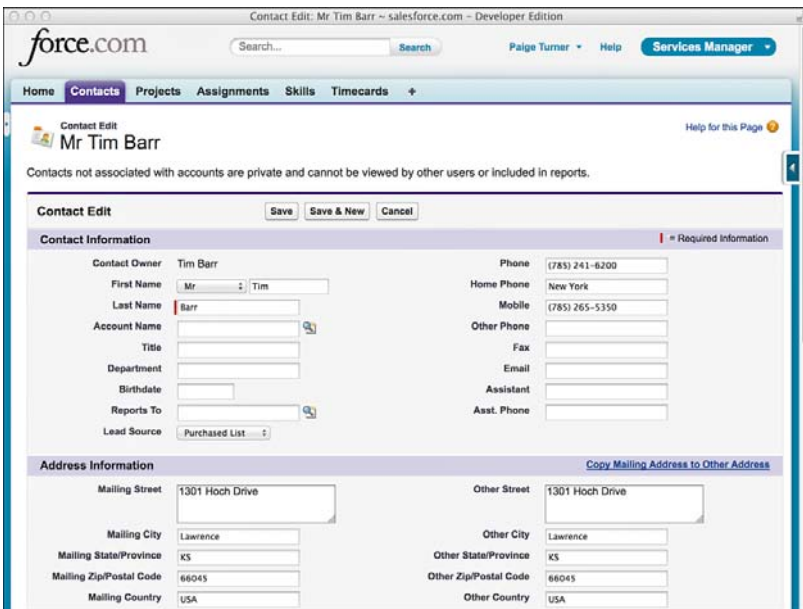 Contact Edit: Mr Tim Barr ~ salesforce.com – Developer Edition
force.com Search... Search Paige Turner Help Services Manager
Home Contacts Projects Assignments Skills Timecards +
Contact Edit
Mr Tim Barr
Help for this Page ?
Contacts not associated with accounts are private and cannot be viewed by other users or included in reports.
Contact Edit Save Save & New Cancel
Contact Information = Required Information
Contact Owner Tim Barr Phone (785) 241-6200
First Name Mr Tim Home Phone New York
Last Name Barr Mobile (785) 265-5350
Account Name Other Phone
Title Fax
Department Email
Birthdate Assistant
Reports To Asst. Phone
Lead Source Purchased List
Address Information Copy Mailing Address to Other Address
Mailing Street 1301 Hoch Drive Other Street 1301 Hoch Drive
Mailing City Lawrence Other City Lawrence
Mailing State/Province KS Other State/Province KS
Mailing Zip/Postal Code 66045 Other Zip/Postal Code 66045
Mailing Country USA Other Country USA